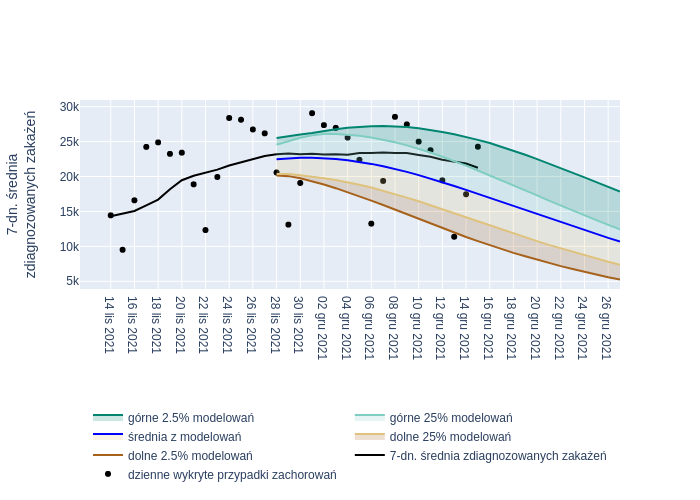 7-dn. średnia
zdiagnozowanych zakażeń
30k
25k
20k
15k
10k
5k
14 lis 2021
16 lis 2021
18 lis 2021
20 lis 2021
22 lis 2021
24 lis 2021
26 lis 2021
28 lis 2021
30 lis 2021
02 gru 2021
04 gru 2021
06 gru 2021
08 gru 2021
10 gru 2021
12 gru 2021
14 gru 2021
16 gru 2021
18 gru 2021
20 gru 2021
22 gru 2021
24 gru 2021
26 gru 2021
górne 2.5% modelowań
górne 25% modelowań
średnia z modelowań
dolne 25% modelowań
dolne 2.5% modelowań
7-dn. średnia zdiagnozowanych zakażeń
dzienne wykryte przypadki zachorowań